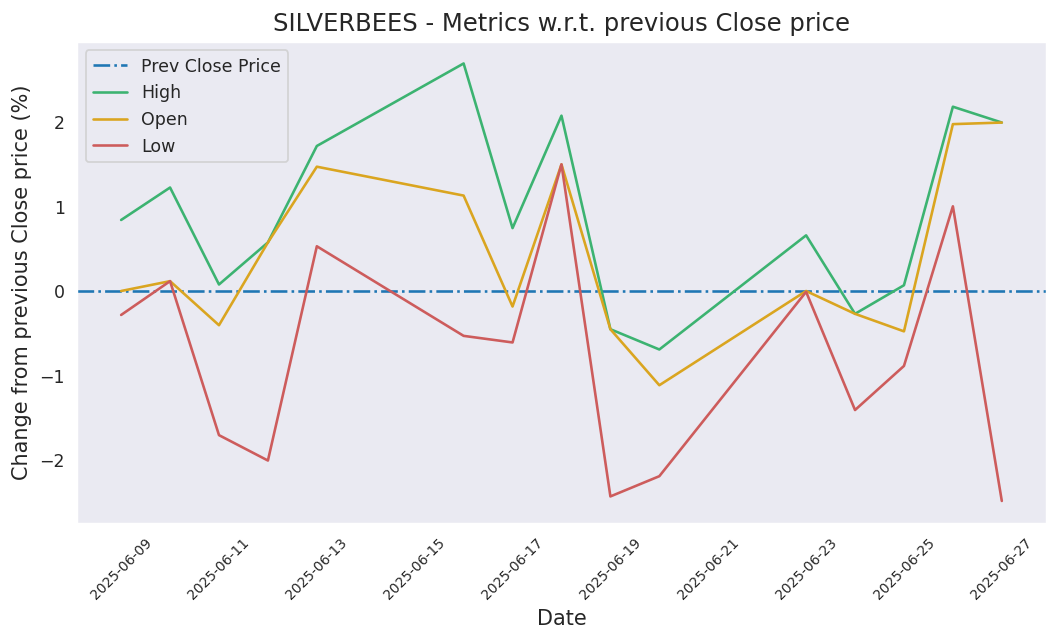 SILVERBEES - Metrics w.r.t. previous Close price
Prev Close Price
High
Open
Low
Change from previous Close price (%)
2
1
0
−1
−2
2025-06-09
2025-06-11
2025-06-13
2025-06-15
2025-06-17
2025-06-19
2025-06-21
2025-06-23
2025-06-25
2025-06-27
Date